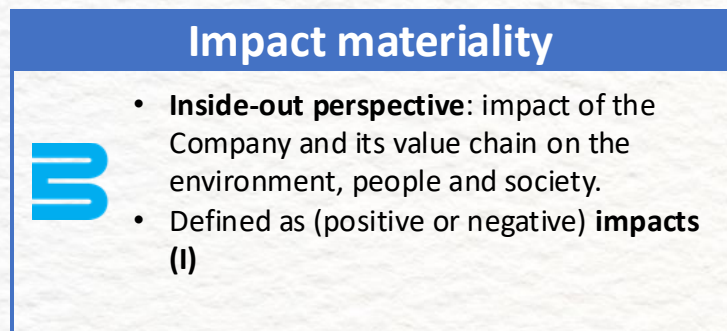 Impact materiality
• Inside-out perspective: impact of the
Company and its value chain on the
environment, people and society.
• Defined as (positive or negative) impacts
(I)